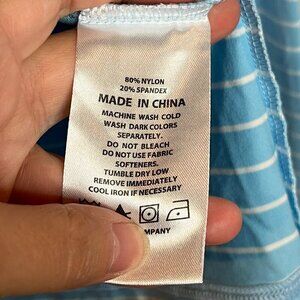 80% NYLON
20% SPANDEX
MADE IN CHINA
MACHINE WASH COLD
WASH DARK COLORS
SEPARATELY.
DO NOT BLEACH
DO NOT USE FABRIC
SOFTENERS.
TUMBLE DRY LOW.
REMOVE IMMEDIATELY
COOL IRON IF NECESSARY
MPANY